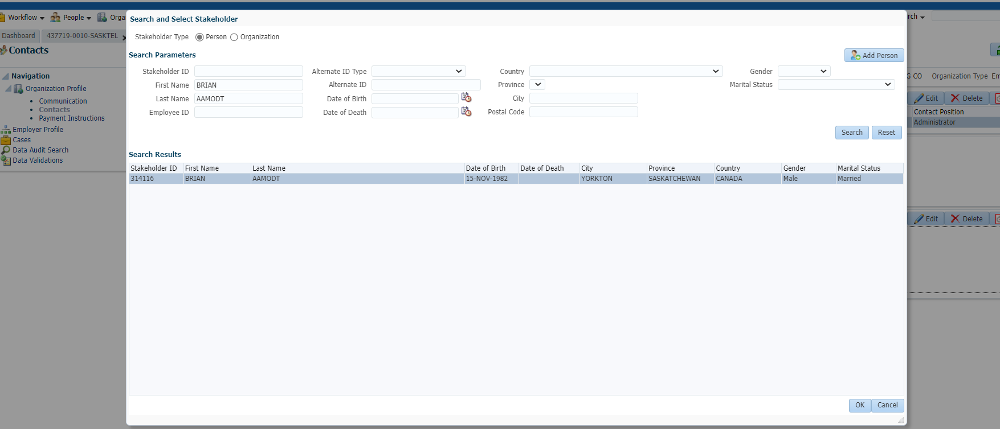 Workflow People Orga
rch
Dashboard 437719-0010-SASKTEL
Contacts
Navigation
Organization Profile
Communication
Contacts
Payment Instructions
Employer Profile
Cases
Data Audit Search
Data Validations
Search and Select Stakeholder
Stakeholder Type Person Organization
Search Parameters
Add Person
Stakeholder ID Alternate ID Type Country Gender
First Name BRIAN Alternate ID Province Marital Status
Last Name AAMODT Date of Birth City
Employee ID Date of Death Postal Code
Search Reset
Search Results
Stakeholder ID First Name Last Name Date of Birth Date of Death City Province Country Gender Marital Status
314116 BRIAN AAMODT 15-NOV-1982 YORKTON SASKATCHEWAN CANADA Male Married
OK Cancel
G CO Organization Type Em
Edit Delete
Contact Position
Administrator
Edit Delete